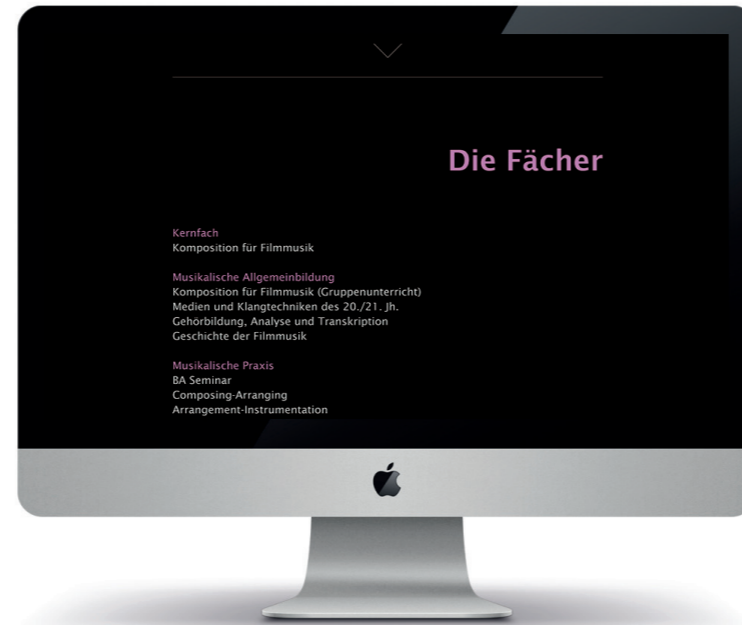 Die Fächer
Kernfach
Komposition für Filmmusik
Musikalische Allgemeinbildung
Komposition für Filmmusik (Gruppenunterricht)
Medien und Klangtechniken des 20./21. Jh.
Gehörbildung, Analyse und Transkription
Geschichte der Filmmusik
Musikalische Praxis
BA Seminar
Composing-Arranging
Arrangement-Instrumentation